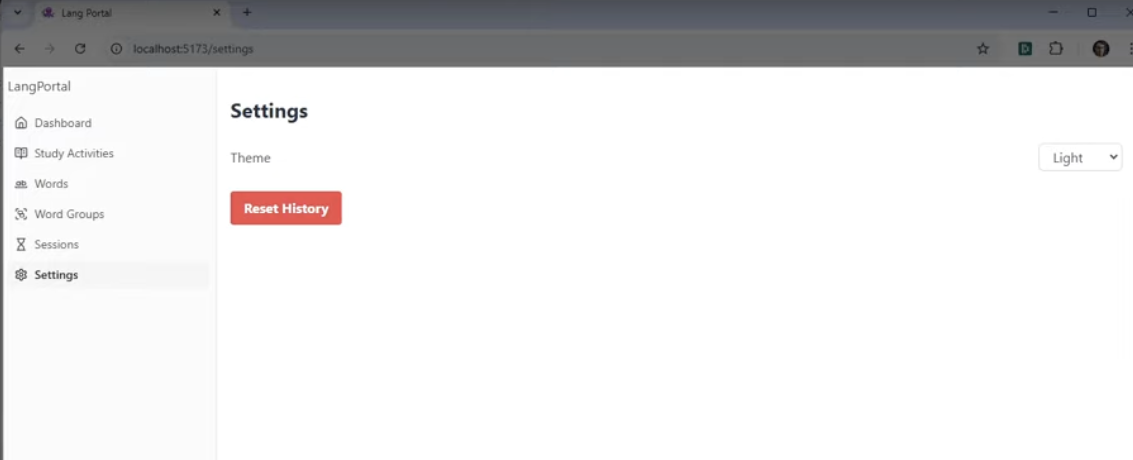 Lang Portal
localhost:5173/settings
LangPortal
Dashboard
Study Activities
Words
Word Groups
Sessions
Settings
Settings
Theme
Light
Reset History